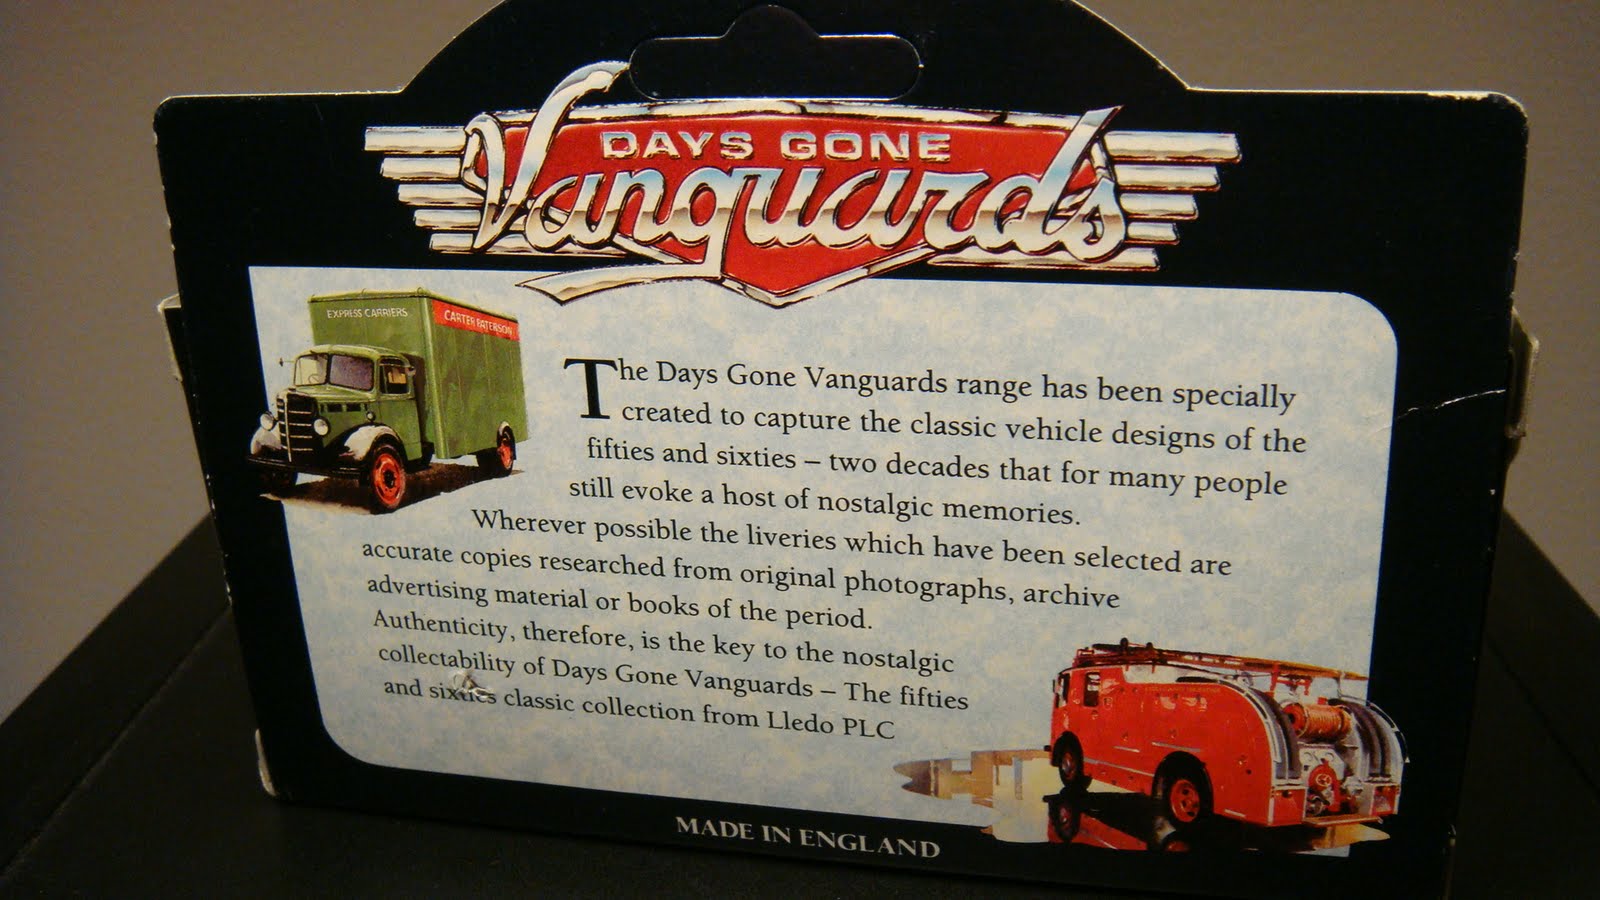 DAYS GONE
Vanguards
EXPRESS CARRIERS
CARTER PATERSON
The Days Gone Vanguards range has been specially
created to capture the classic vehicle designs of the
fifties and sixties – two decades that for many people
still evoke a host of nostalgic memories.
Wherever possible the liveries which have been selected are
accurate copies researched from original photographs, archive
advertising material or books of the period.
Authenticity, therefore, is the key to the nostalgic
collectability of Days Gone Vanguards – The fifties
and sixties classic collection from Lledo PLC
MADE IN ENGLAND